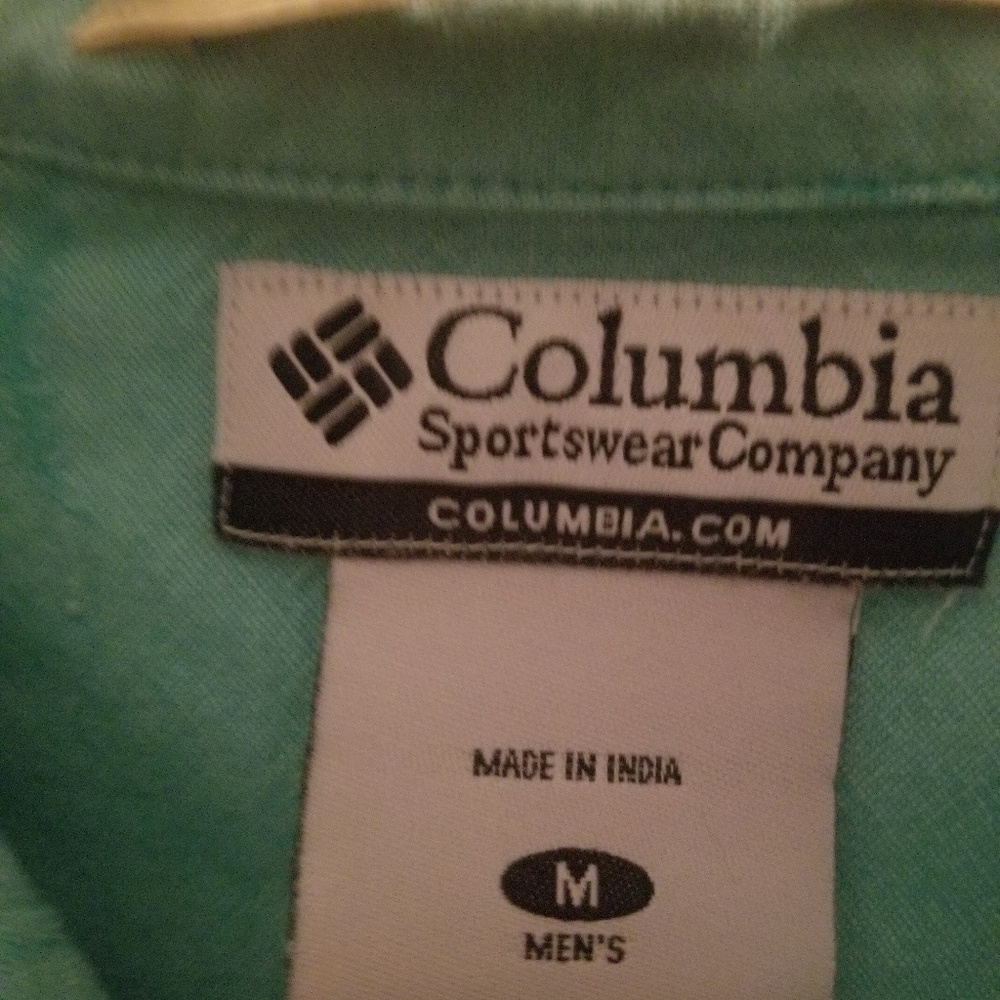 Columbia
Sportswear Company
COLUMBIA.COM
MADE IN INDIA
M
MEN'S